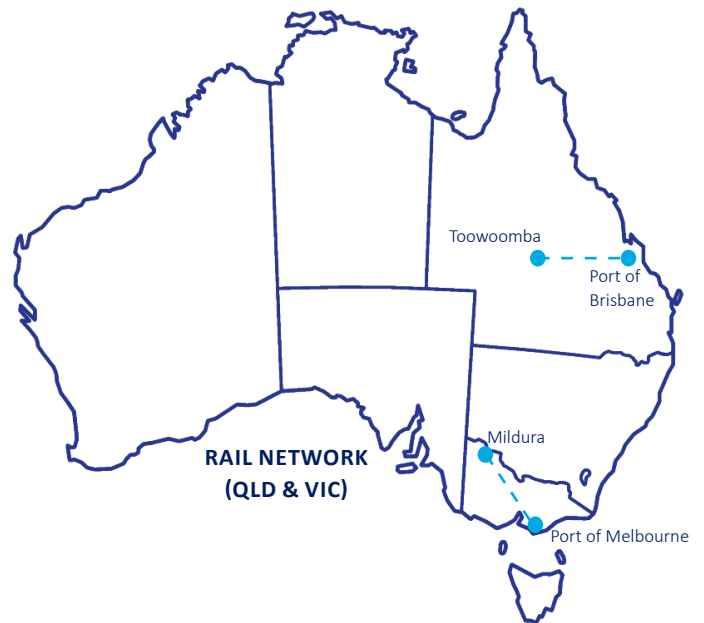 Toowoomba
Port of
Brisbane
Mildura
RAIL NETWORK
(QLD & VIC)
Port of Melbourne